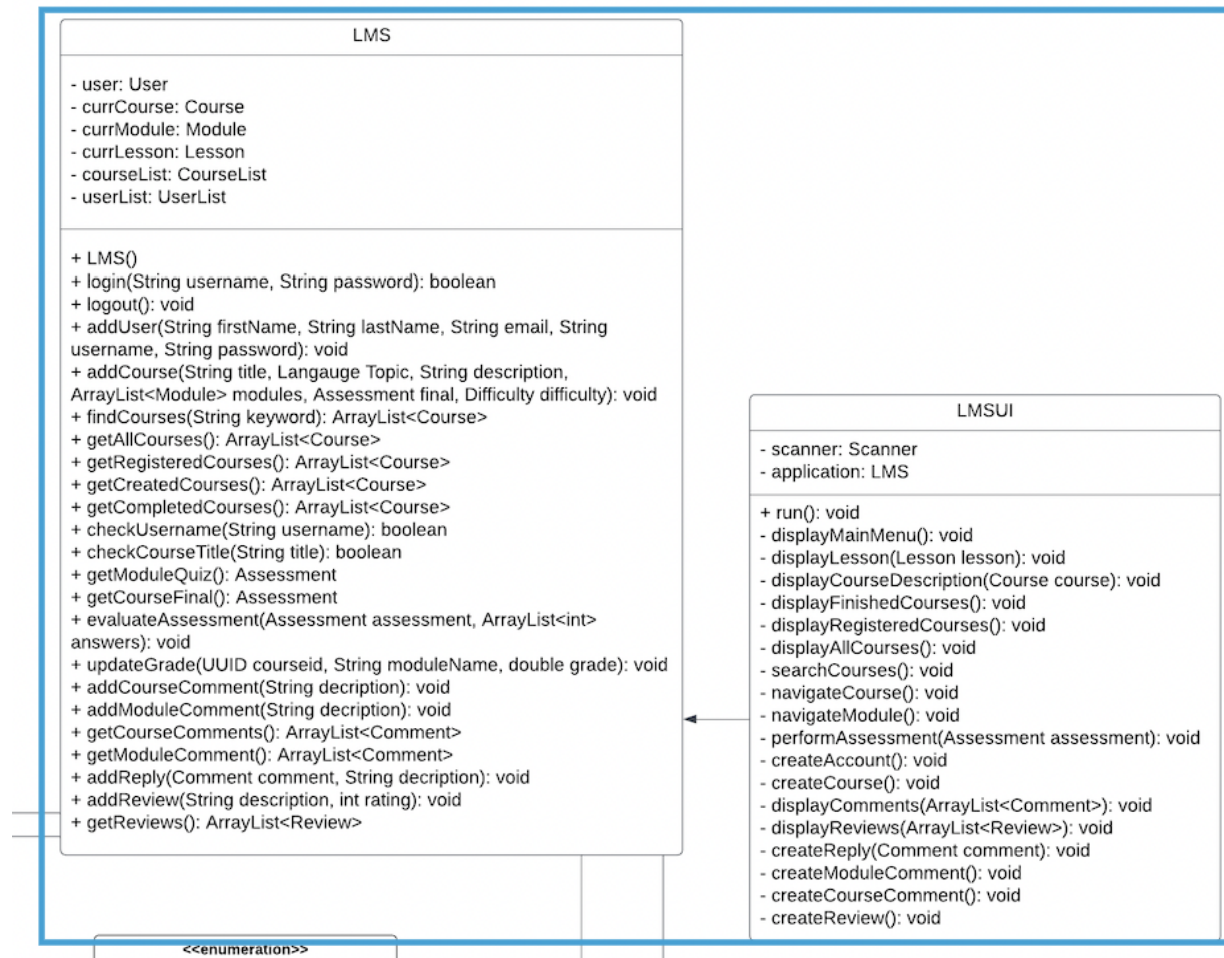 LMS
- user: User
- currCourse: Course
- currModule: Module
- currLesson: Lesson
- courseList: CourseList
- userList: UserList
+ LMS()
+ login(String username, String password): boolean
+ logout(): void
+ addUser(String firstName, String lastName, String email, String
username, String password): void
+ addCourse(String title, Langauge Topic, String description,
ArrayList<Module> modules, Assessment final, Difficulty difficulty): void
+ findCourses(String keyword): ArrayList<Course>
+ getAllCourses(): ArrayList<Course>
+ getRegisteredCourses(): ArrayList<Course>
+ getCreatedCourses(): ArrayList<Course>
+ getCompletedCourses(): ArrayList<Course>
+ checkUsername(String username): boolean
+ checkCourseTitle(String title): boolean
+ getModuleQuiz(): Assessment
+ getCourseFinal(): Assessment
+ evaluateAssessment(Assessment assessment, ArrayList<int>
answers): void
+ updateGrade(UUID courseid, String moduleName, double grade): void
+ addCourseComment(String decription): void
+ addModuleComment(String decription): void
+ getCourseComments(): ArrayList<Comment>
+ getModuleComment(): ArrayList<Comment>
+ addReply(Comment comment, String decription): void
+ addReview(String description, int rating): void
+ getReviews(): ArrayList<Review>
LMSUI
- scanner: Scanner
- application: LMS
+ run(): void
- displayMainMenu(): void
- displayLesson(Lesson lesson): void
- displayCourseDescription(Course course): void
- displayFinishedCourses(): void
- displayRegisteredCourses(): void
- displayAllCourses(): void
- searchCourses(): void
- navigateCourse(): void
- navigateModule(): void
- performAssessment(Assessment assessment): void
- createAccount(): void
- createCourse(): void
- displayComments(ArrayList<Comment>): void
- displayReviews(ArrayList<Review>): void
- createReply(Comment comment): void
- createModuleComment(): void
- createCourseComment(): void
- createReview(): void
<<enumeration>>